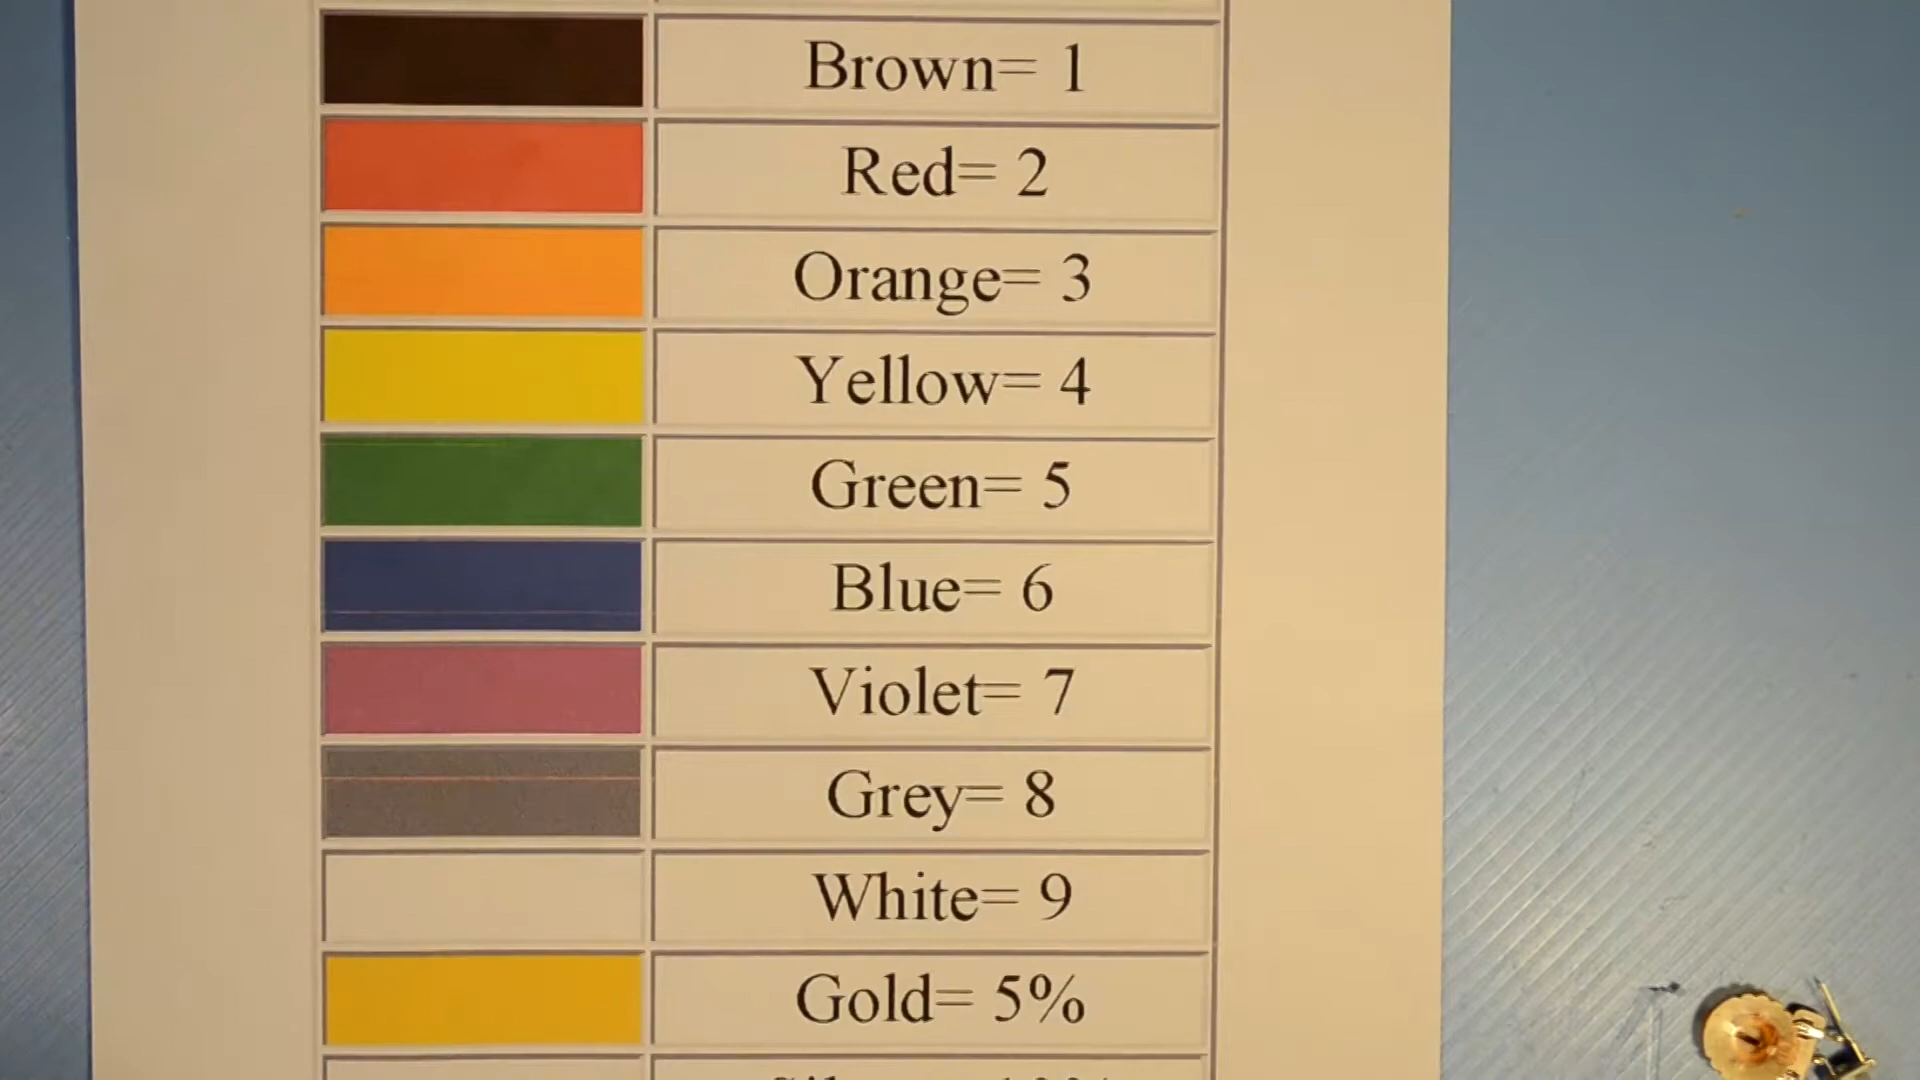 Brown= 1
Red= 2
Orange= 3
Yellow= 4
Green= 5
Blue= 6
Violet= 7
Grey= 8
White= 9
Gold= 5%